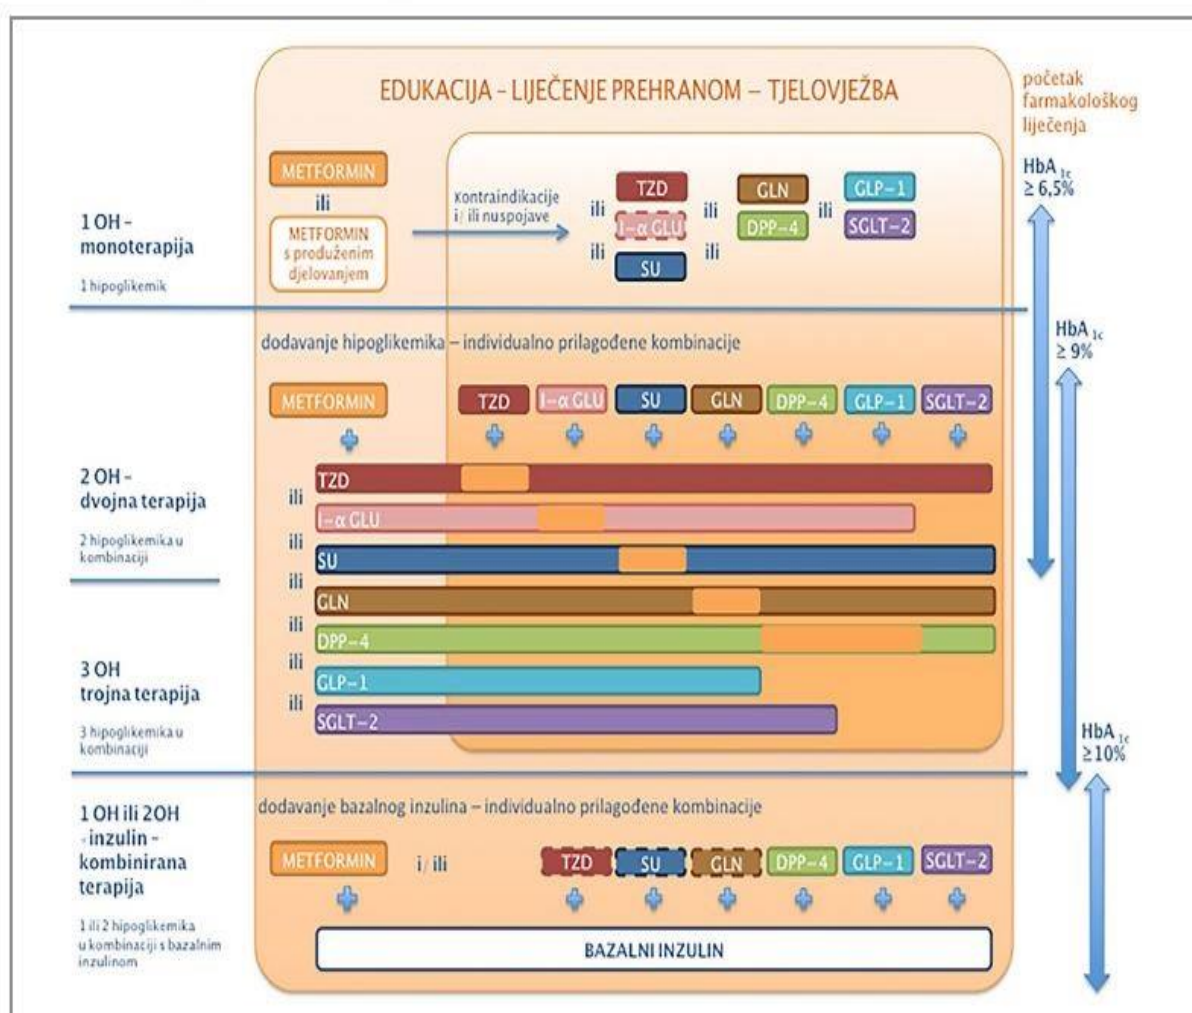 EDUKACIJA - LIJEČENJE PREHRANOM – TJELOVJEŽBA
početak
farmakološkog
liječenja
HbA 1c
≥ 6,5%
1 OH –
monoterapija
1 hipoglikemik
METFORMIN
ili
METFORMIN
s produženim
djelovanjem
Kontraindikacije
i/ ili nuspojave
TZD
GLN
GLP-1
ili
ili
ili
I-α GLU
DPP-4
SGLT-2
ili
ili
SU
HbA 1c
≥ 9%
dodavanje hipoglikemika – individualno prilagođene kombinacije
METFORMIN
TZD
I-α GLU
SU
GLN
DPP-4
GLP-1
SGLT-2
2 OH –
dvojna terapija
2 hipoglikemika u
kombinaciji
TZD
ili
I-α GLU
ili
SU
ili
GLN
ili
DPP-4
ili
GLP-1
ili
SGLT-2
3 OH
trojna terapija
3 hipoglikemika u
kombinaciji
HbA 1c
≥10%
1 OH ili 2OH
+inzulin –
kombinirana
terapija
1 ili 2 hipoglikemika
u kombinaciji s bazalnim
inzulinom
dodavanje bazalnog inzulina – individualno prilagođene kombinacije
METFORMIN
i/ ili
TZD
SU
GLN
DPP-4
GLP-1
SGLT-2
BAZALNI INZULIN